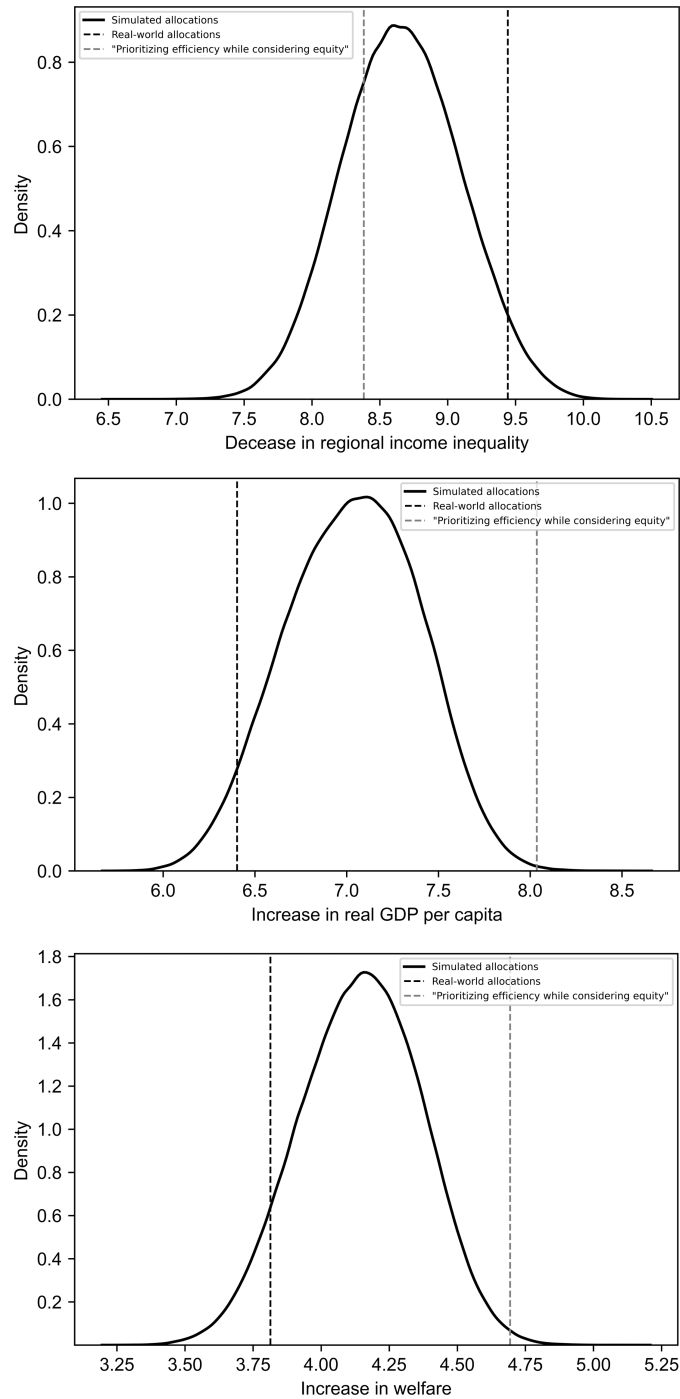 Simulated allocations
Real-world allocations
"Prioritizing efficiency while considering equity"
0.8
0.6
0.4
0.2
0.0
Density
6.5 7.0 7.5 8.0 8.5 9.0 9.5 10.0 10.5
Decease in regional income inequality
Simulated allocations
Real-world allocations
"Prioritizing efficiency while considering equity"
1.0
0.8
0.6
0.4
0.2
0.0
Density
6.0 6.5 7.0 7.5 8.0 8.5
Increase in real GDP per capita
Simulated allocations
Real-world allocations
"Prioritizing efficiency while considering equity"
1.8
1.6
1.4
1.2
1.0
0.8
0.6
0.4
0.2
Density
3.25 3.50 3.75 4.00 4.25 4.50 4.75 5.00 5.25
Increase in welfare